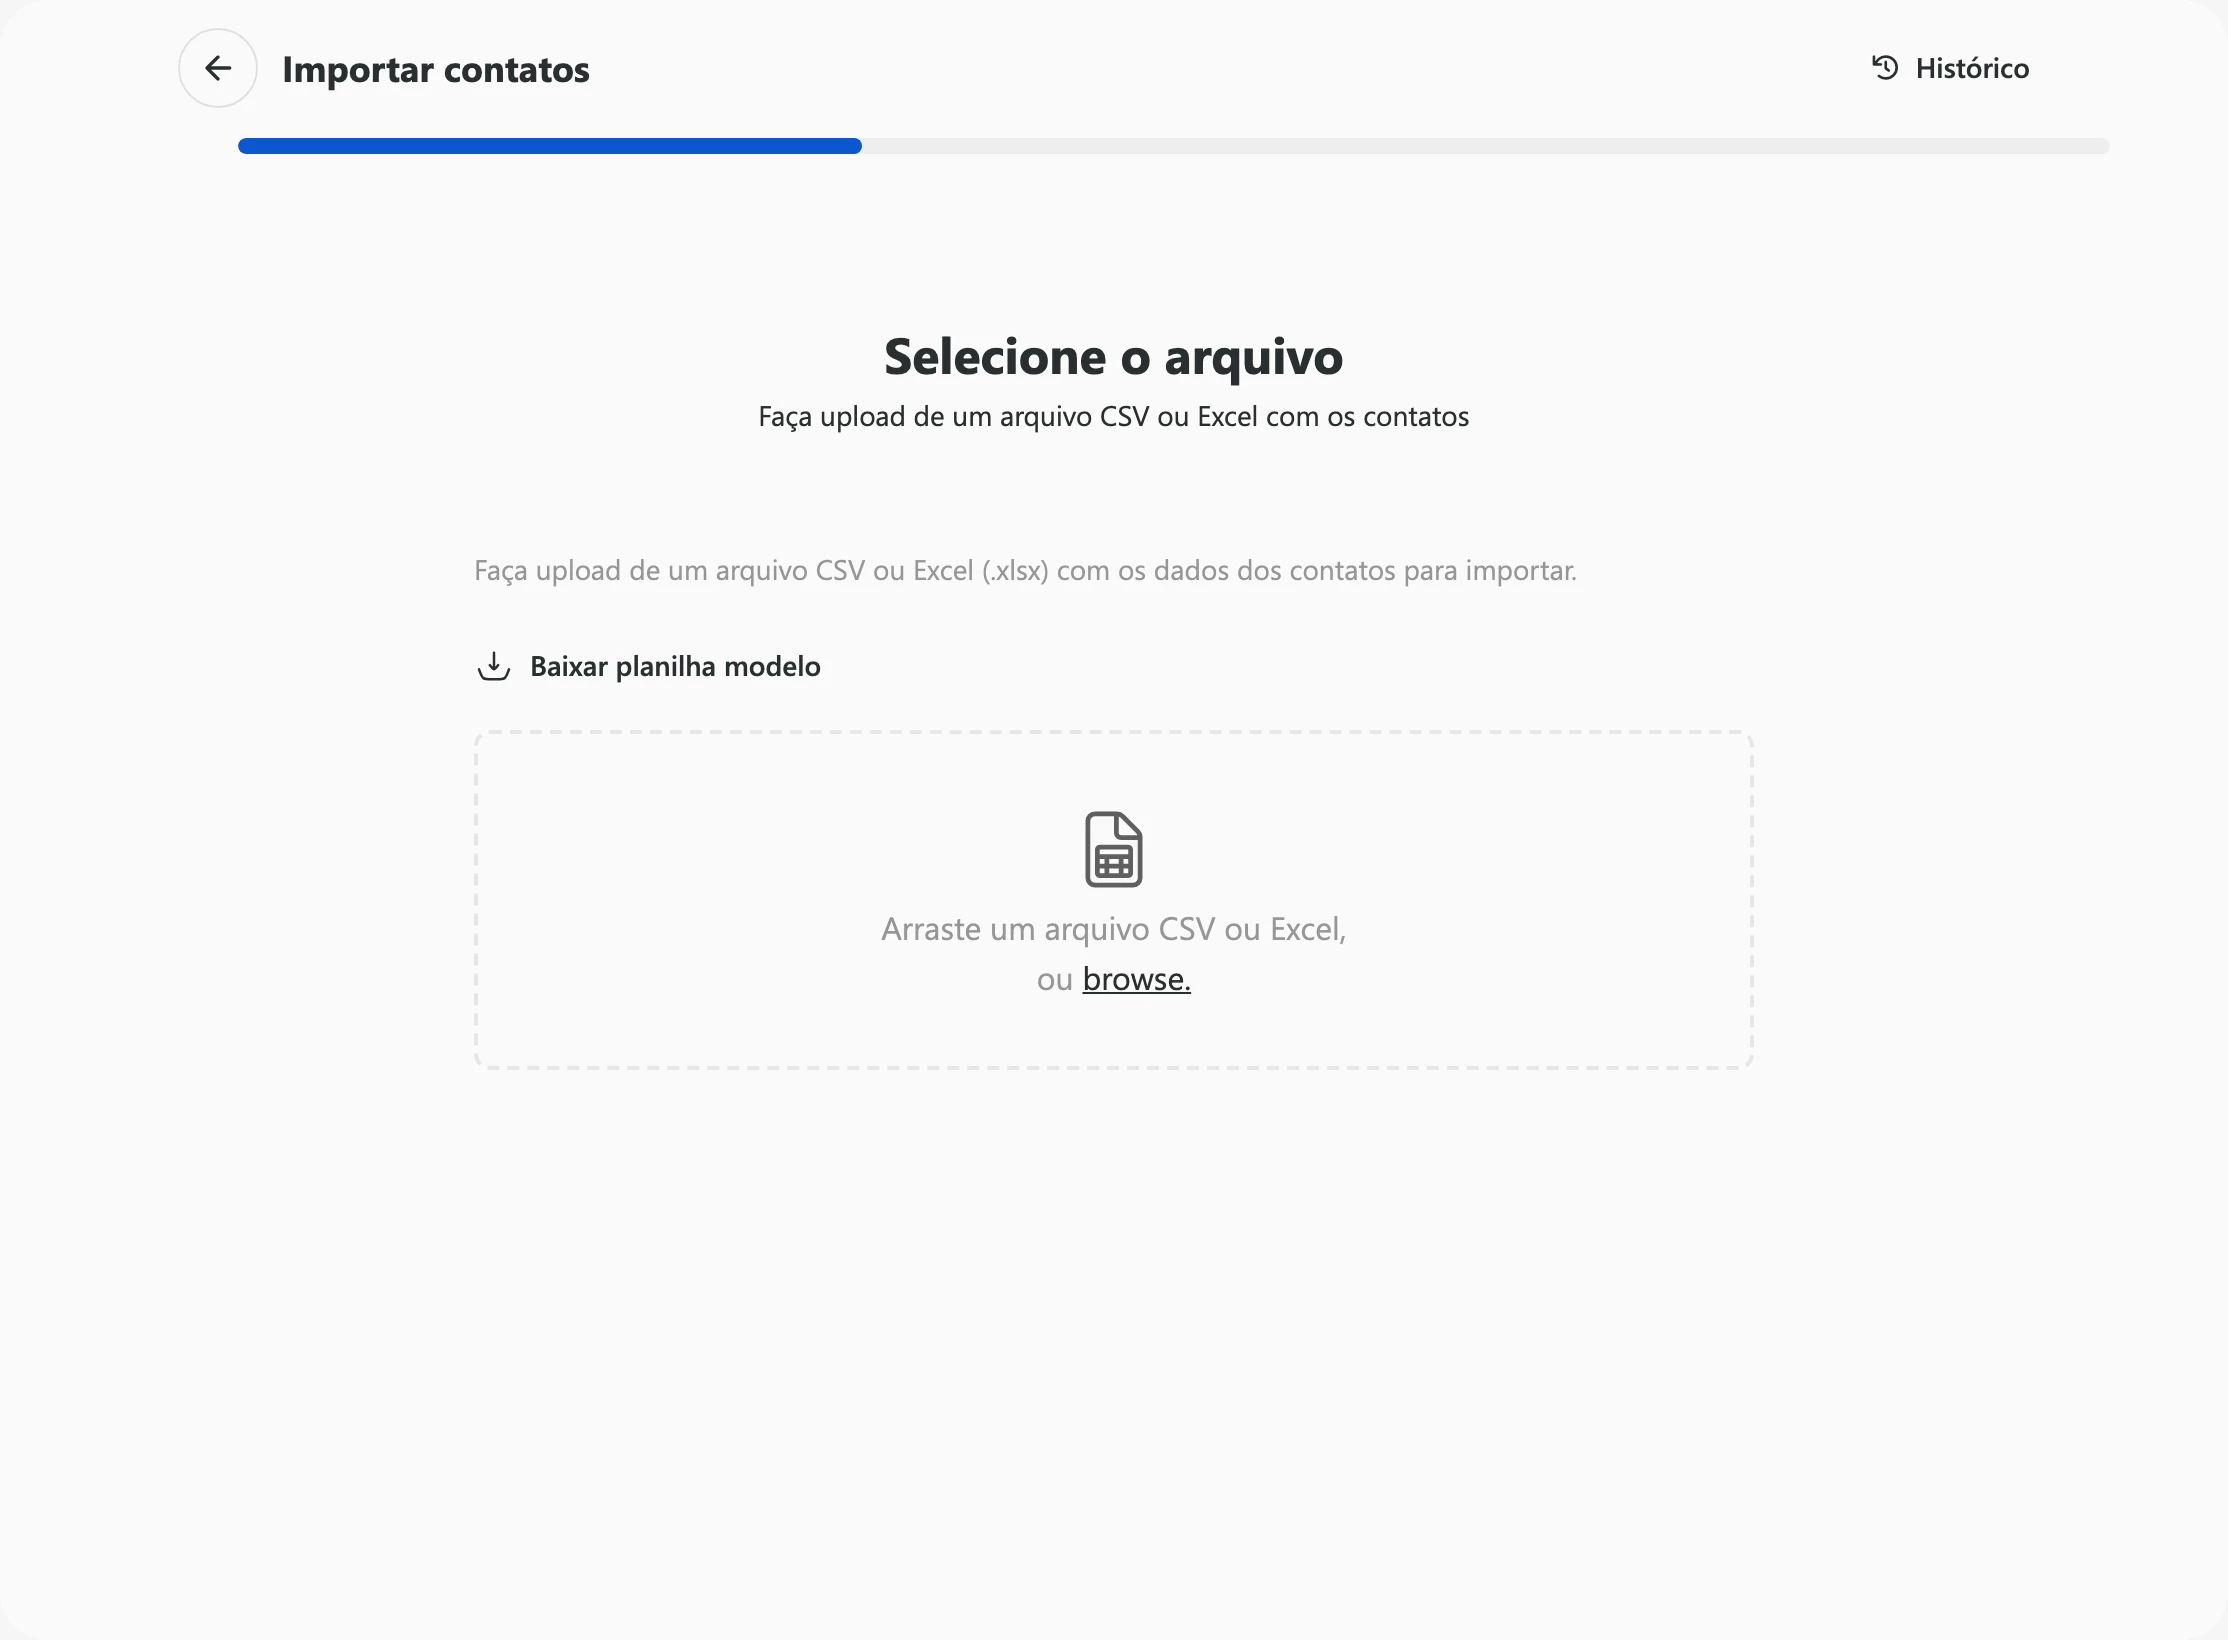 Importar contatos
Histórico
Selecione o arquivo
Faça upload de um arquivo CSV ou Excel com os contatos
Faça upload de um arquivo CSV ou Excel (.xlsx) com os dados dos contatos para importar.
Baixar planilha modelo
Arraste um arquivo CSV ou Excel,
ou browse.